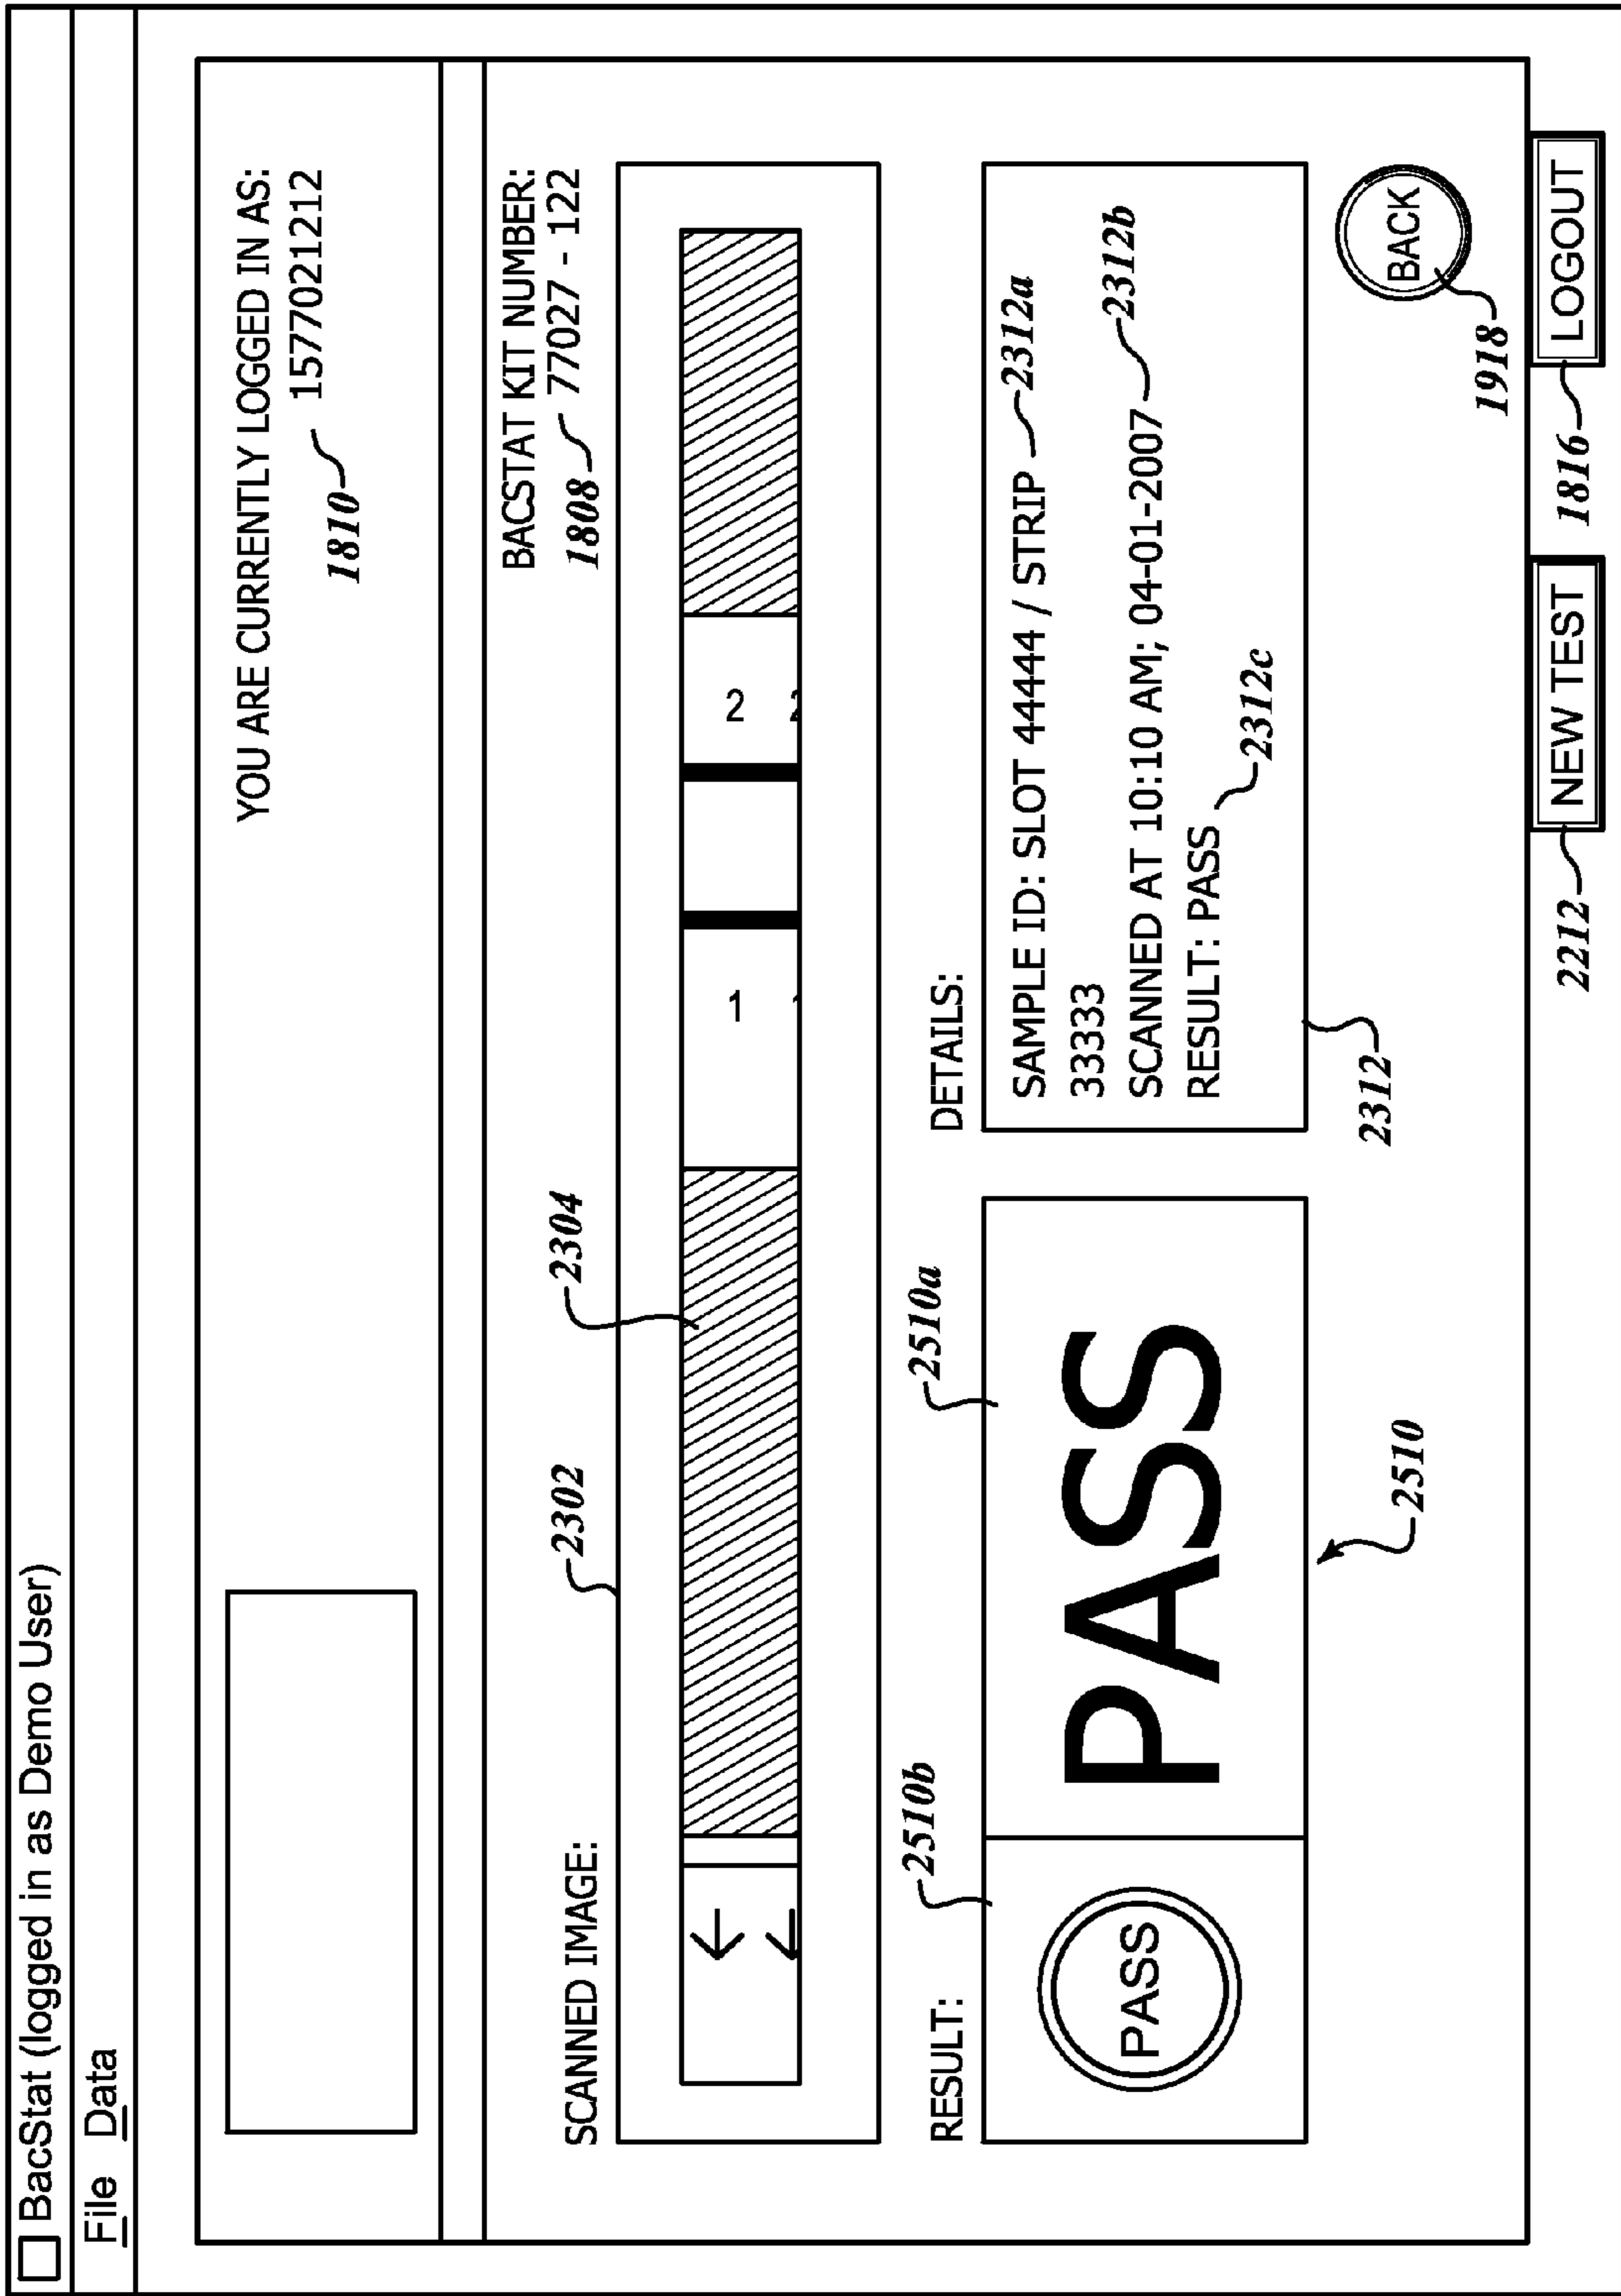 BacStat (logged in as Demo User)
File Data
YOU ARE CURRENTLY LOGGED IN AS:
1577021212
1810
BACSTAT KIT NUMBER:
1808 77027 - 122
SCANNED IMAGE:
2302
2304
1
2
2
RESULT:
2510b
2510a
PASS
PASS
2510
DETAILS:
SAMPLE ID: SLOT 44444 / STRIP 2312a
33333
SCANNED AT 10:10 AM; 04-01-2007 2312b
RESULT: PASS 2312c
2312
BACK
1918
2212 NEW TEST
1816 LOGOUT